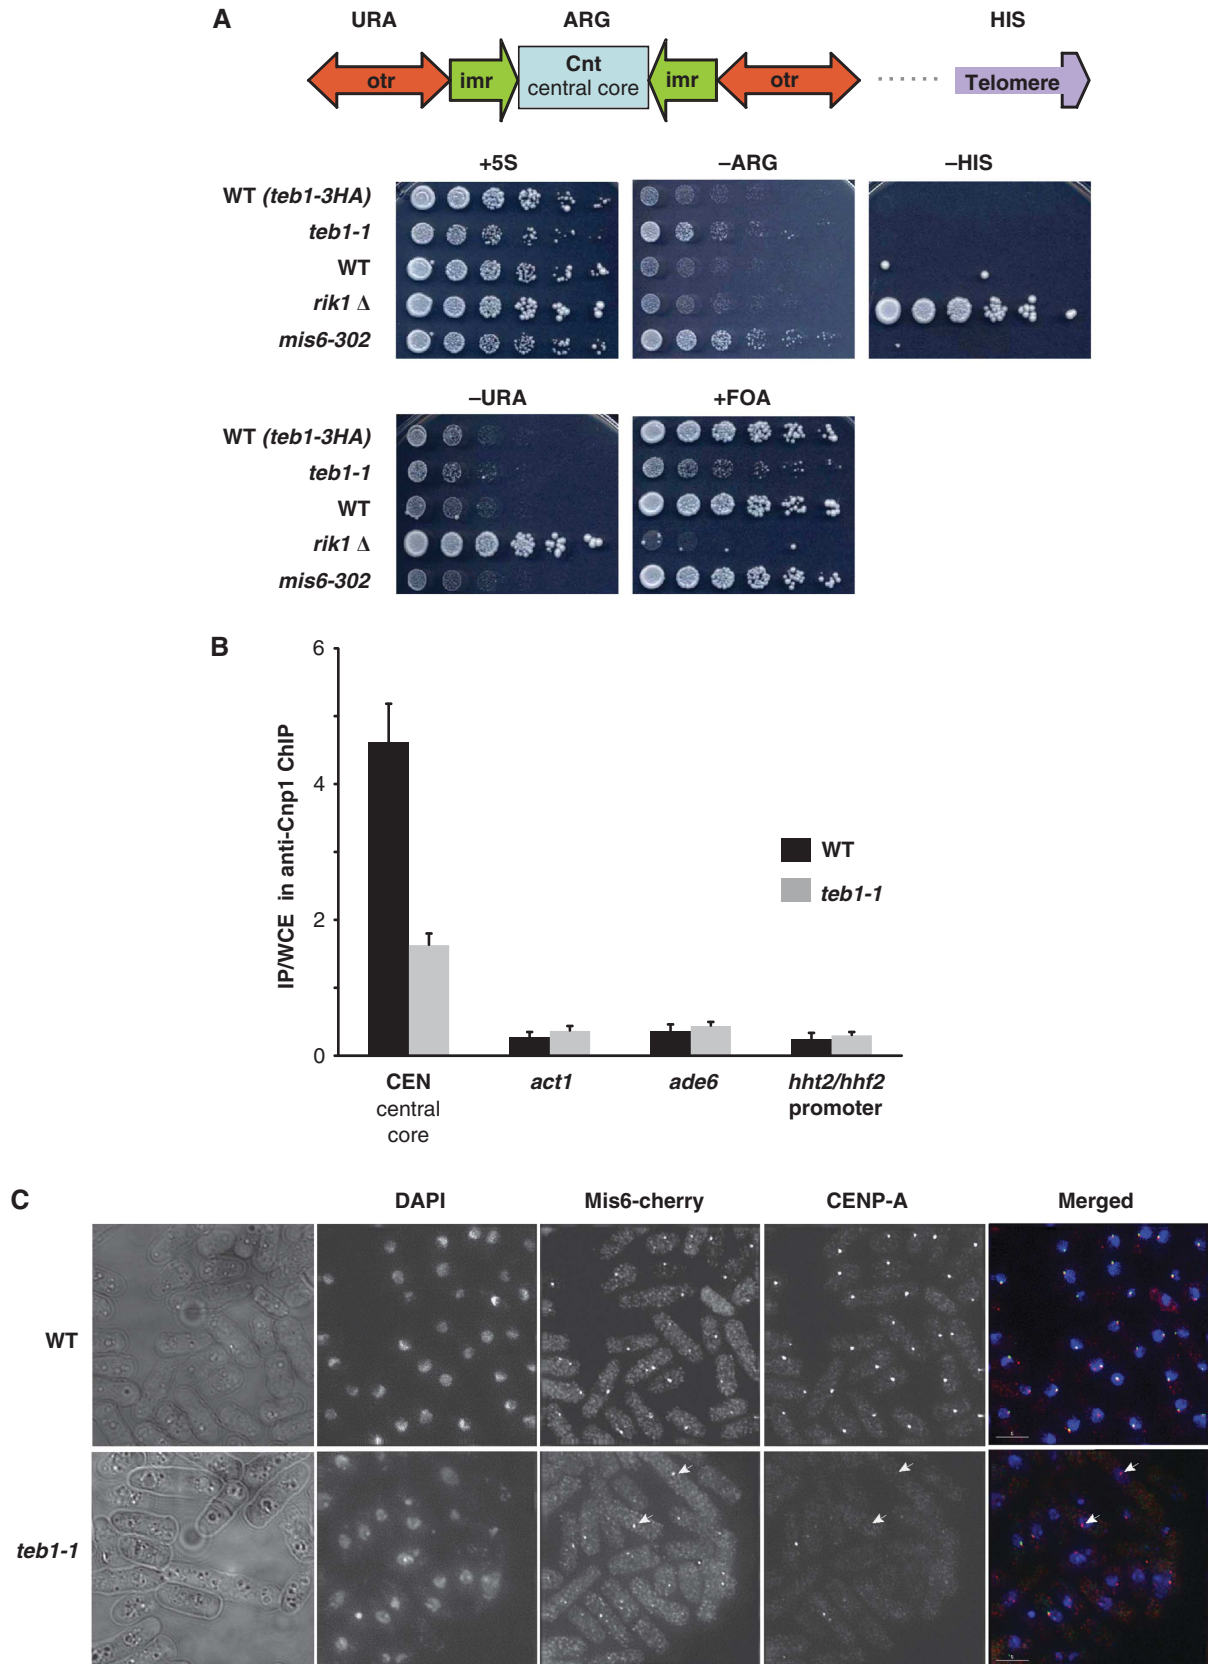 A
URA ARG HIS
otr imr Cnt central core imr otr Telomere
+5S –ARG –HIS
WT (teb1-3HA)
teb1-1
WT
rik1 Δ
mis6-302
–URA +FOA
WT (teb1-3HA)
teb1-1
WT
rik1 Δ
mis6-302
B
IP/WCE in anti-Cnp1 ChIP
6
4
2
0
WT
teb1-1
CEN central core
act1
ade6
hht2/hhf2 promoter
C
DAPI Mis6-cherry CENP-A Merged
WT
teb1-1